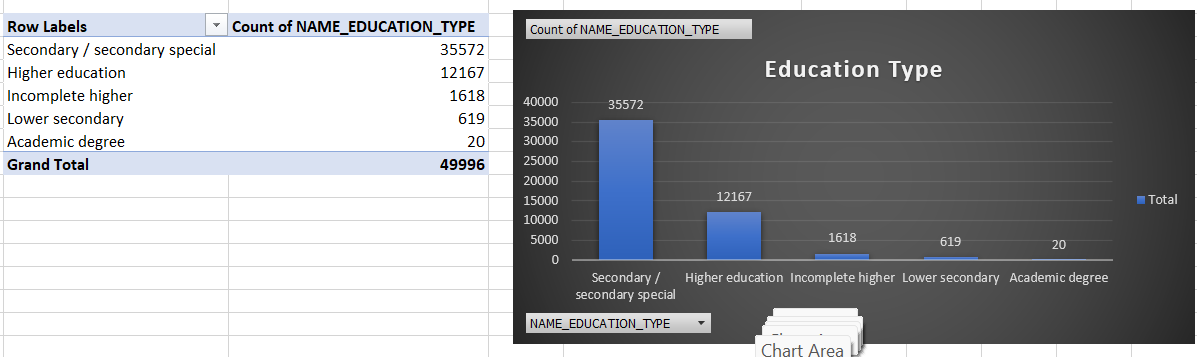 Row Labels Count of NAME_EDUCATION_TYPE
Secondary / secondary special 35572
Higher education 12167
Incomplete higher 1618
Lower secondary 619
Academic degree 20
Grand Total 49996
Count of NAME_EDUCATION_TYPE
Education Type
40000
35000
30000
25000
20000
15000
10000
5000
0
35572
12167
1618
619
20
Total
Secondary / secondary special
Higher education
Incomplete higher
Lower secondary
Academic degree
NAME_EDUCATION_TYPE
Chart Area